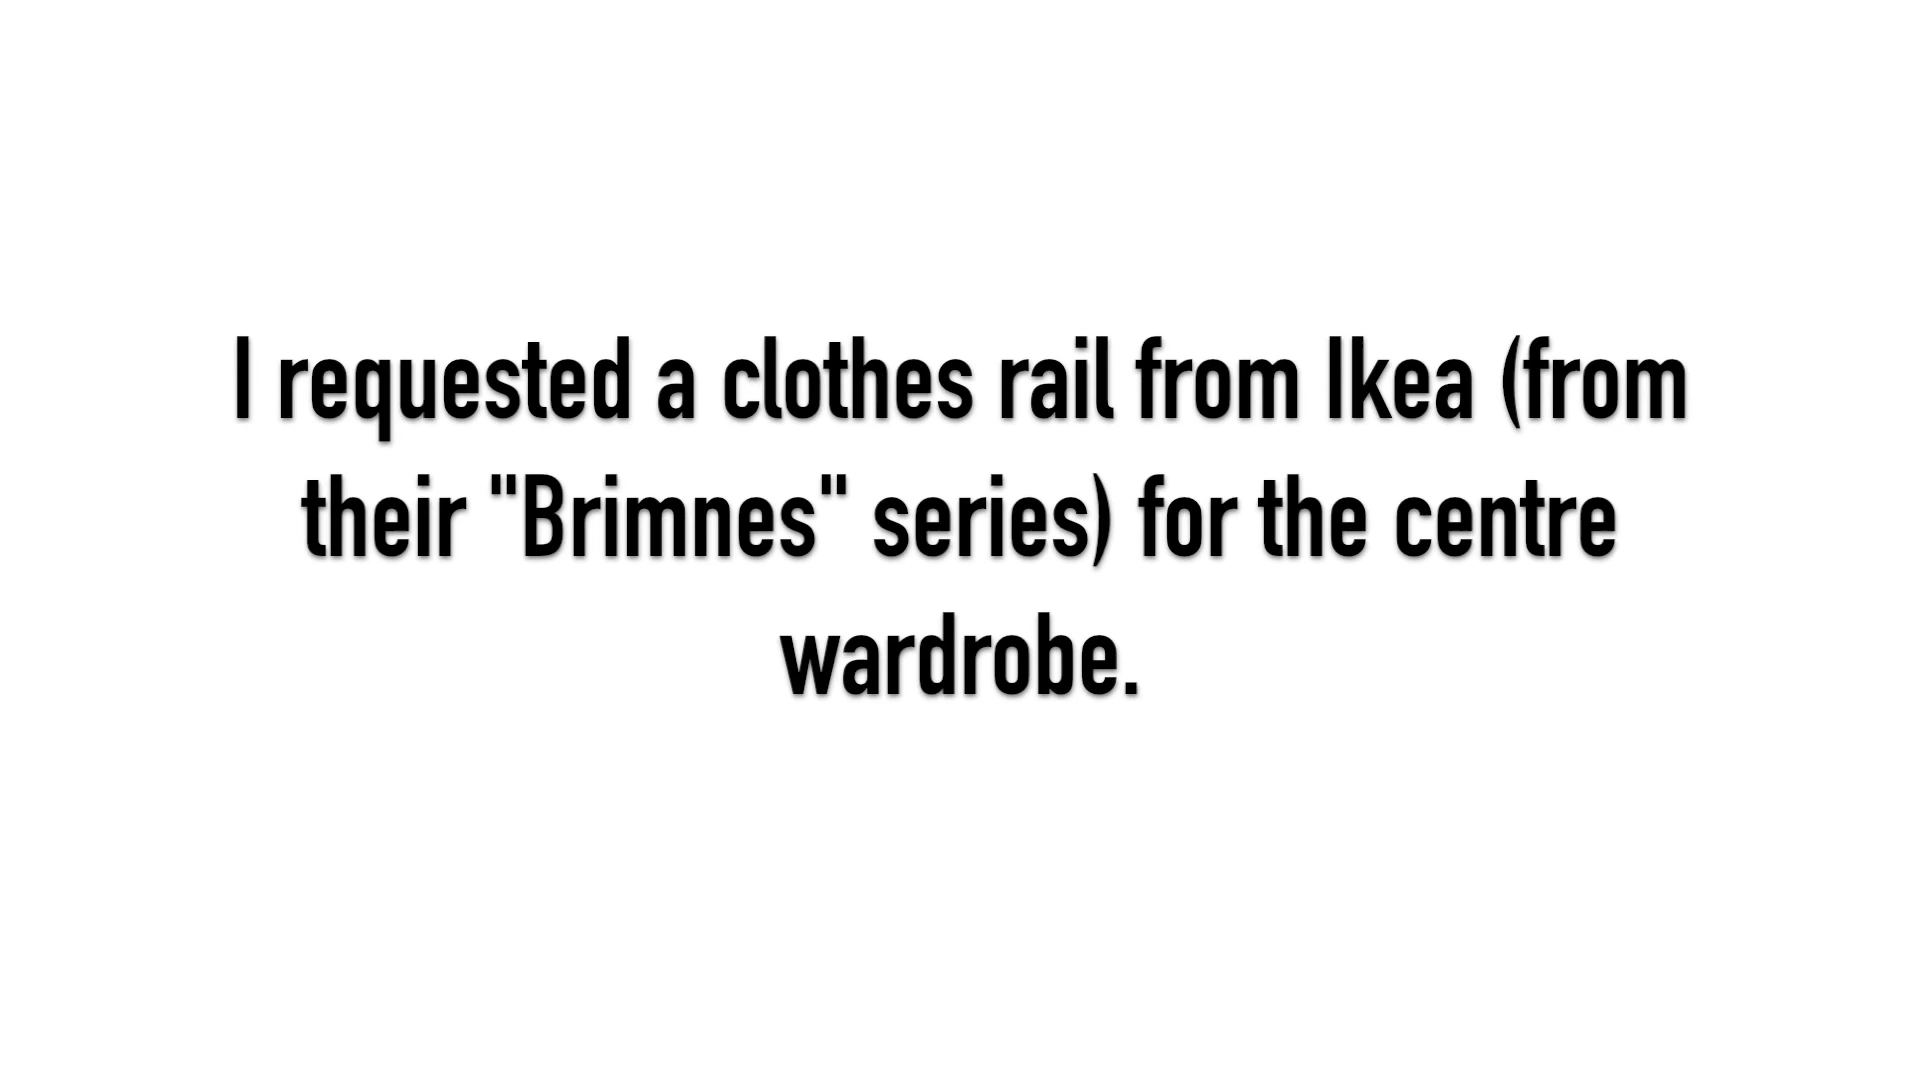 I requested a clothes rail from Ikea (from
their "Brimnes" series) for the centre
wardrobe.